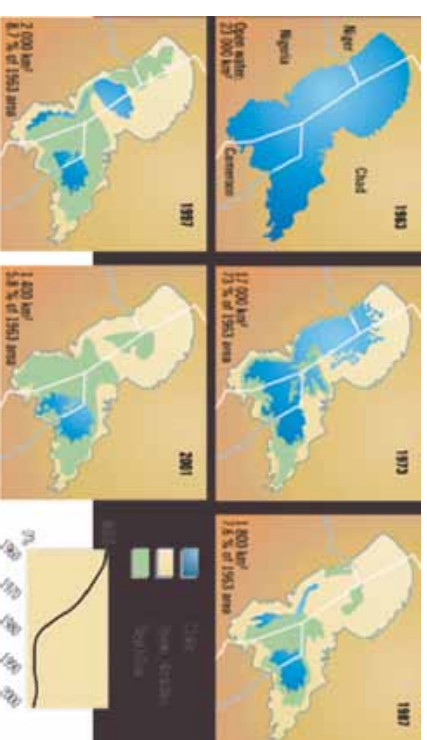 1963
Niger
Chad
Nigeria
Cameroon
Open water:
23 000 km²
1973
17 000 km²
73 % of 1963 area
1987
1 800 km²
7.6 % of 1963 area
1997
2 000 km²
8.7 % of 1963 area
2001
1 400 km²
5.8 % of 1963 area
0%
1960
1970
1980
1990
2000